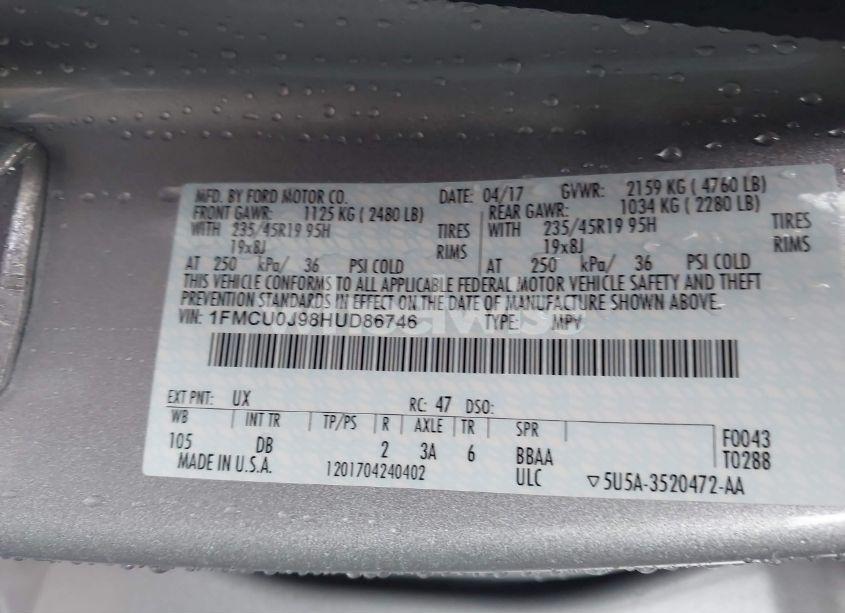 MFD. BY FORD MOTOR CO. DATE: 04/17 GVWR: 2159 KG ( 4760 LB)
FRONT GAWR: 1125 KG ( 2480 LB) REAR GAWR: 1034 KG ( 2280 LB)
WITH 235/45R19 95H TIRES WITH 235/45R19 95H TIRES
19x8J RIMS 19x8J RIMS
AT 250 kPa/ 36 PSI COLD AT 250 kPa/ 36 PSI COLD
THIS VEHICLE CONFORMS TO ALL APPLICABLE FEDERAL MOTOR VEHICLE SAFETY AND THEFT
PREVENTION STANDARDS IN EFFECT ON THE DATE OF MANUFACTURE SHOWN ABOVE.
VIN: 1FMCU0J98HUD86746 TYPE: MPV
EXT PNT: UX RC: 47 DSO:
WB INT TR TP/PS R AXLE TR SPR
105 DB 2 3A 6 BBAA
F0043
T0288
MADE IN U.S.A. 1201704240402 ULC ▽5U5A-3520472-AA